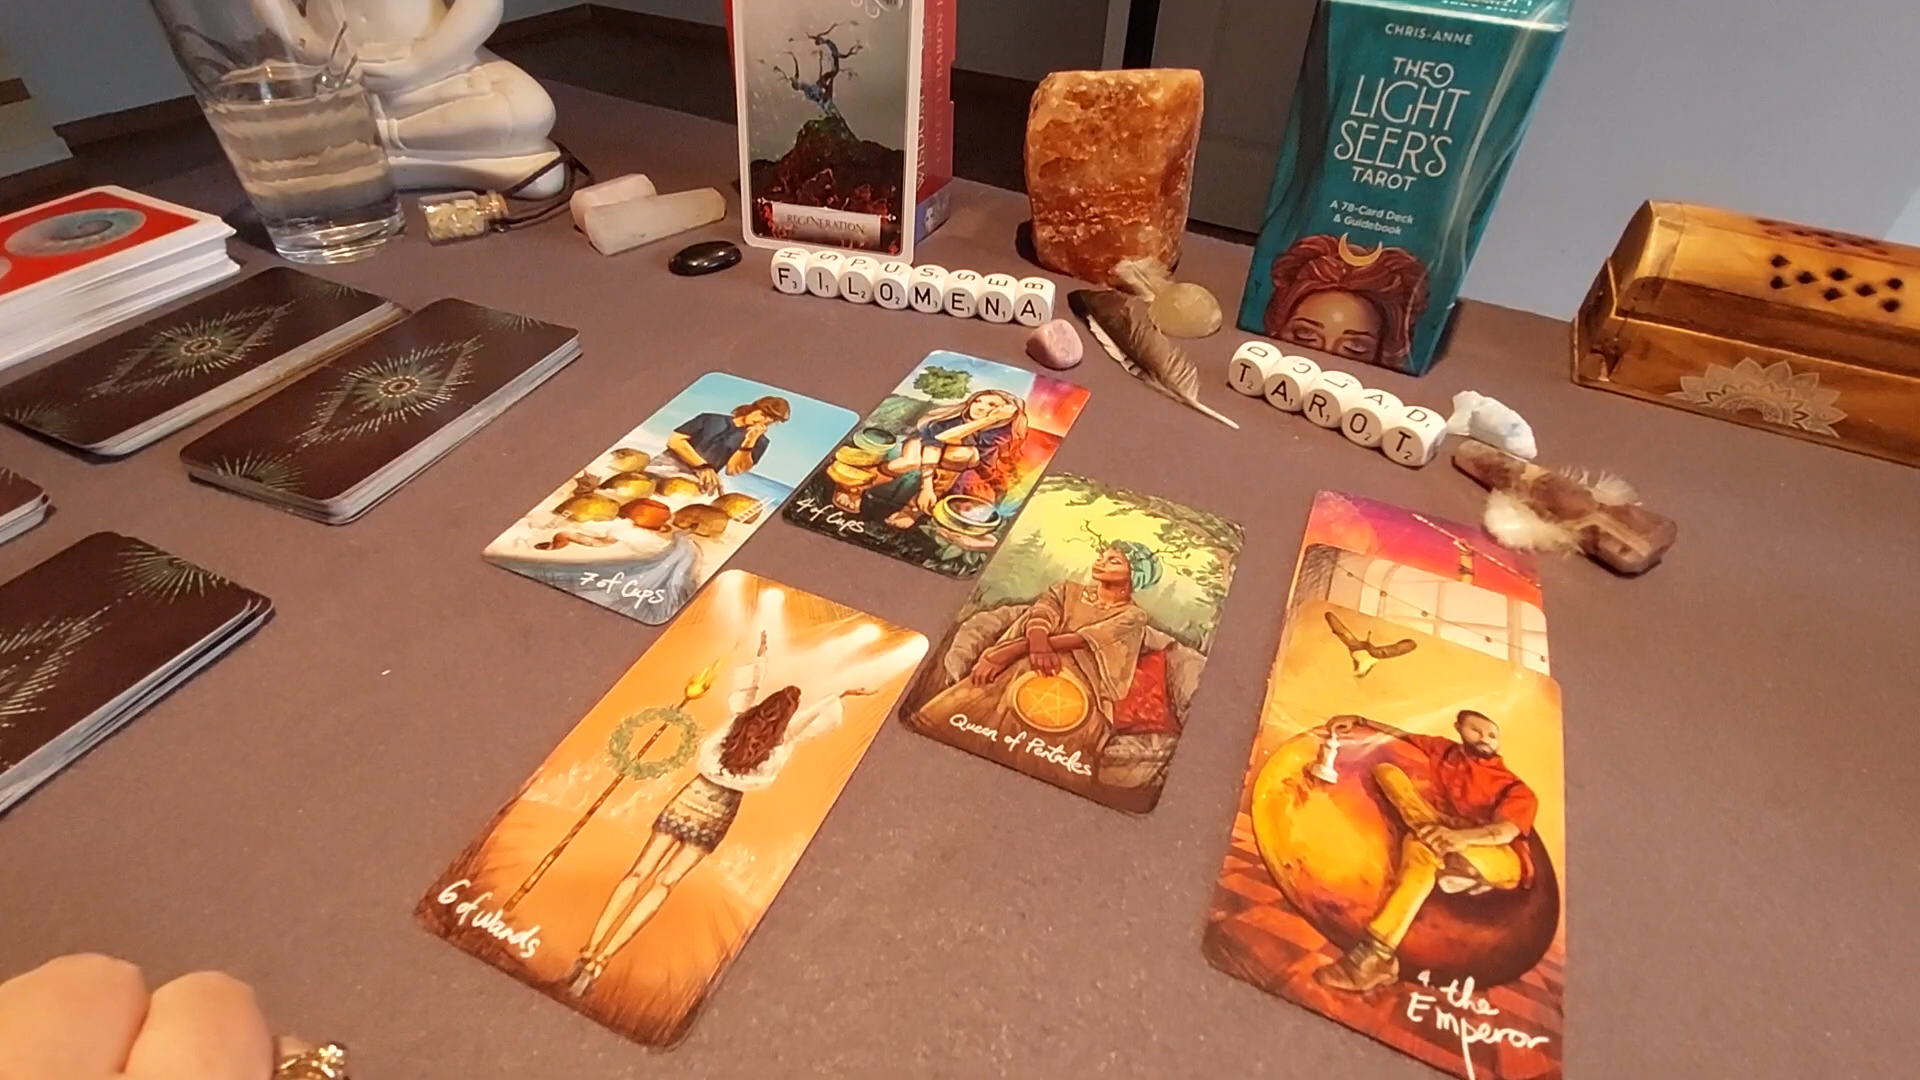 CHRIS-ANNE
THE
LIGHT
SEER'S
TAROT
A 78-Card Deck
& Guidebook
REGENERATION
FILOMENA
TAROT
4 of Cups
7 of Cups
Queen of Pentacles
6 of Wands
4. the
Emperor